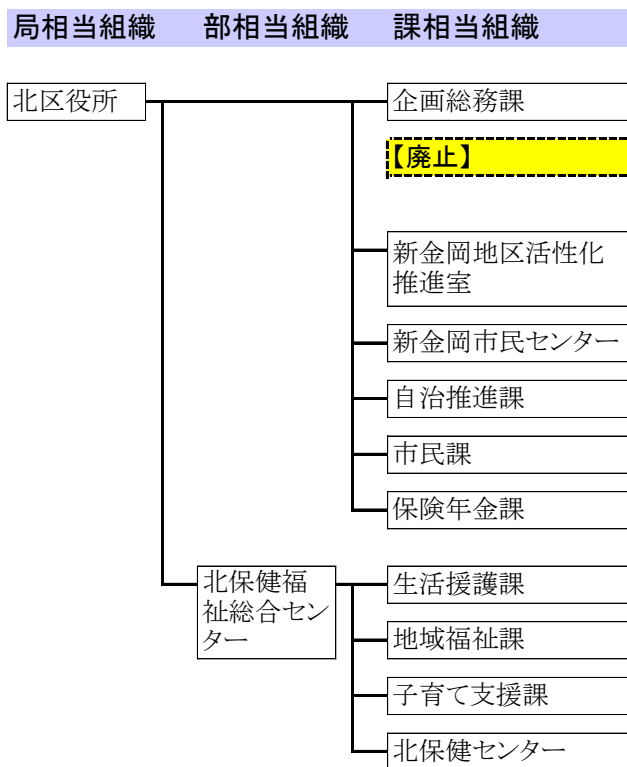 局相当組織 部相当組織 課相当組織
北区役所
企画総務課
【廃止】
新金岡地区活性化
推進室
新金岡市民センター
自治推進課
市民課
保険年金課
北保健福
祉総合セン
ター
生活援護課
地域福祉課
子育て支援課
北保健センター